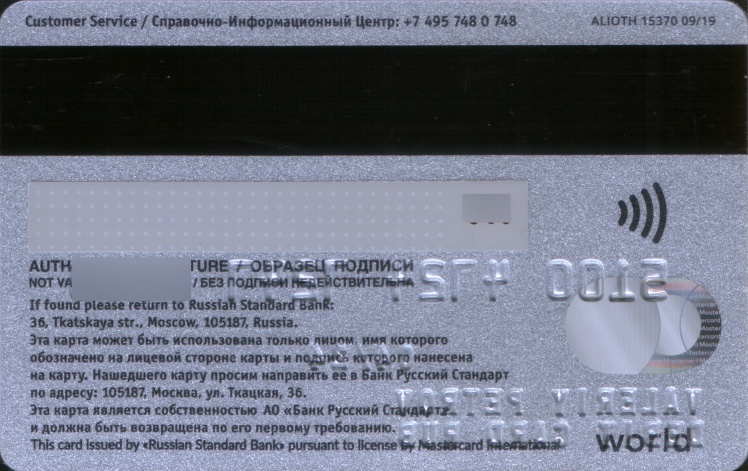 Customer Service / Справочно-Информационный Центр: +7 495 748 0 748
ALIOTH 15370 09/19
AUTH TURE / ОБРАЗЕЦ ПОДПИСИ
NOT VA / БЕЗ ПОДПИСИ НЕДЕЙСТВИТЕЛЬНА
If found please return to Russian Standard Bank:
36, Tkatskaya str., Moscow, 105187, Russia.
Эта карта может быть использована только лицом, имя которого
обозначено на лицевой стороне карты и подпись которого нанесена
на карту. Нашедшего карту просим направить её в Банк Русский Стандарт
по адресу: 105187, Москва, ул. Ткацкая, 36.
Эта карта является собственностью АО «Банк Русский Стандарт»
и должна быть возвращена по его первому требованию.
This card issued by «Russian Standard Bank» pursuant to license by Mastercard International
world